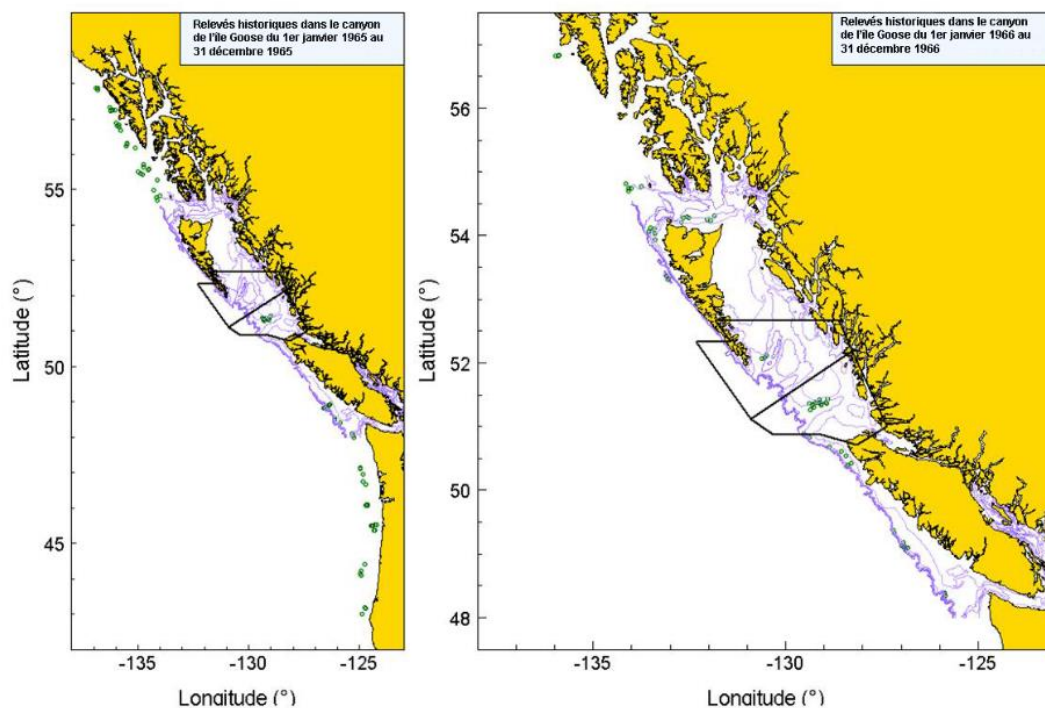 Relevés historiques dans le canyon
de l'île Goose du 1er janvier 1965 au
31 décembre 1965
Latitude (°)
55
50
45
-135
-130
-125
Longitude (°)
Relevés historiques dans le canyon
de l'île Goose du 1er janvier 1966 au
31 décembre 1966
Latitude (°)
56
54
52
50
48
-135
-130
-125
Longitude (°)